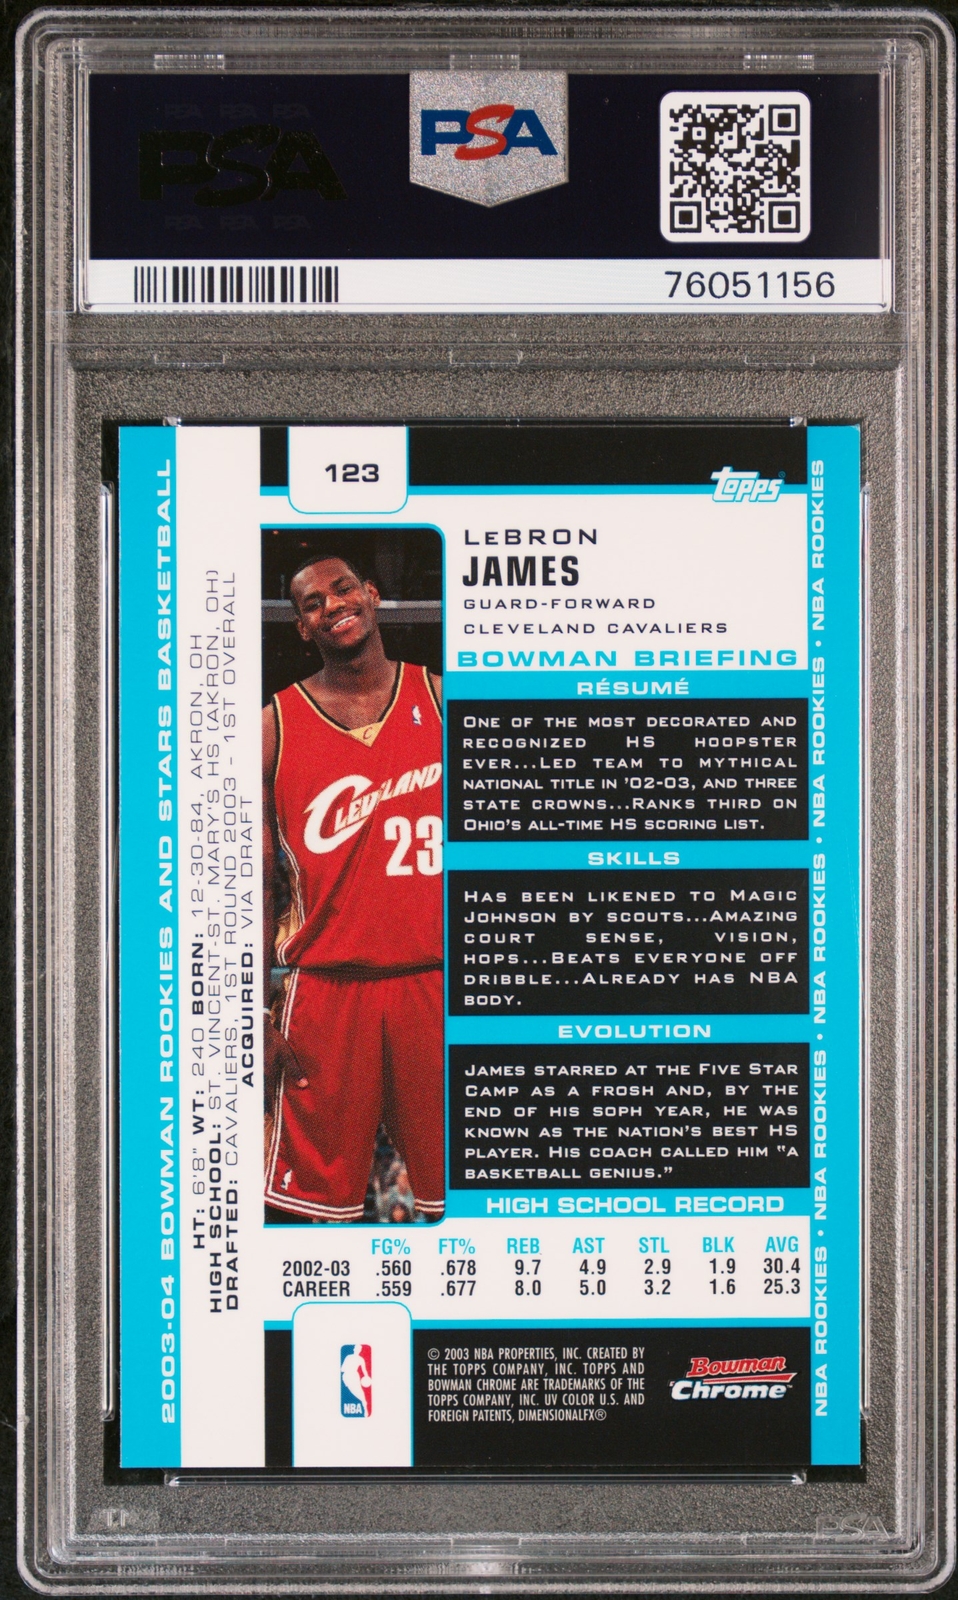 PSA PSA PSA
PSA
PSA PSA PSA
PSA
76051156
123
topps
LeBRON
JAMES
GUARD-FORWARD
CLEVELAND CAVALIERS
BOWMAN BRIEFING
RÉSUMÉ
ONE OF THE MOST DECORATED AND
RECOGNIZED HS HOOPSTER
EVER...LED TEAM TO MYTHICAL
NATIONAL TITLE IN '02-03, AND THREE
STATE CROWNS...RANKS THIRD ON
OHIO'S ALL-TIME HS SCORING LIST.
SKILLS
HAS BEEN LIKENED TO MAGIC
JOHNSON BY SCOUTS...AMAZING
COURT SENSE, VISION,
HOPS...BEATS EVERYONE OFF
DRIBBLE...ALREADY HAS NBA
BODY.
EVOLUTION
JAMES STARRED AT THE FIVE STAR
CAMP AS A FROSH AND, BY THE
END OF HIS SOPH YEAR, HE WAS
KNOWN AS THE NATION'S BEST HS
PLAYER. HIS COACH CALLED HIM "A
BASKETBALL GENIUS."
HIGH SCHOOL RECORD
FG% FT% REB AST STL BLK AVG
2002-03 .560 .678 9.7 4.9 2.9 1.9 30.4
CAREER .559 .677 8.0 5.0 3.2 1.6 25.3
2003-04 BOWMAN ROOKIES AND STARS BASKETBALL
HT: 6'8" WT: 240 BORN: 12-30-84, AKRON, OH
HIGH SCHOOL: ST. VINCENT-ST. MARY'S HS (AKRON, OH)
DRAFTED: CAVALIERS, 1ST ROUND 2003 - 1ST OVERALL
ACQUIRED: VIA DRAFT
C
CLEVELAND
23
NBA ROOKIES • NBA ROOKIES • NBA ROOKIES • NBA ROOKIES • NBA ROOKIES
NBA
© 2003 NBA PROPERTIES, INC. CREATED BY
THE TOPPS COMPANY, INC. TOPPS AND
BOWMAN CHROME ARE TRADEMARKS OF THE
TOPPS COMPANY, INC. UV COLOR U.S. AND
FOREIGN PATENTS, DIMENSIONALFX®
Bowman
Chrome™
PSA